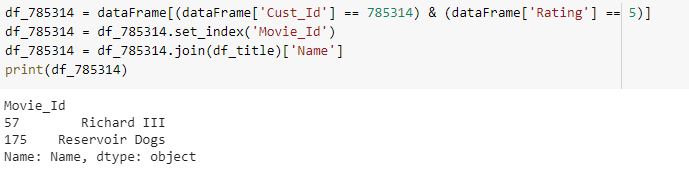 df_785314 = dataFrame[(dataFrame['Cust_Id'] == 785314) & (dataFrame['Rating'] == 5)]
df_785314 = df_785314.set_index('Movie_Id')
df_785314 = df_785314.join(df_title)['Name']
print(df_785314)
Movie_Id
57        Richard III
175    Reservoir Dogs
Name: Name, dtype: object